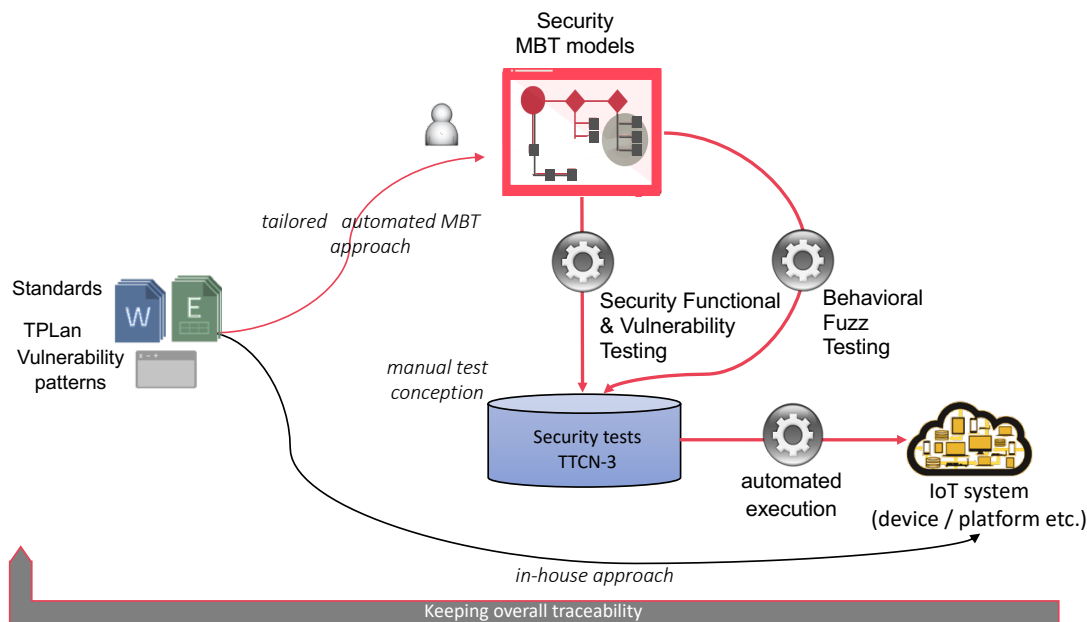 Security
MBT models
tailored automated MBT
approach
Standards
W
E
TPLan
Vulnerability
patterns
Security Functional
& Vulnerability
Testing
Behavioral
Fuzz
Testing
manual test
conception
Security tests
TTCN-3
automated
execution
IoT system
(device / platform etc.)
in-house approach
Keeping overall traceability